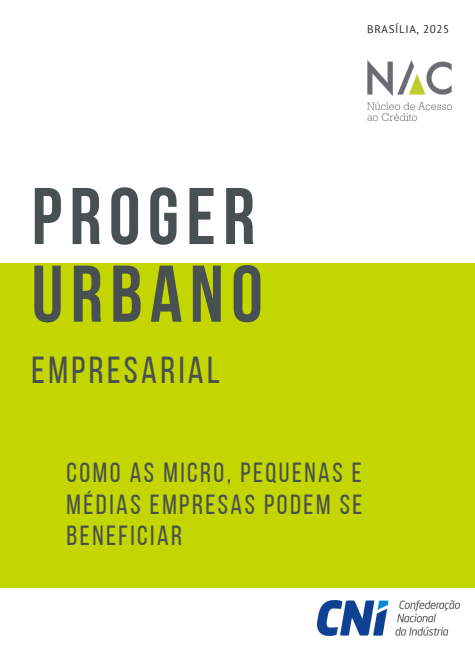 BRASÍLIA, 2025
NAC
Núcleo de Acesso
ao Crédito
PROGER
URBANO
EMPRESARIAL
COMO AS MICRO, PEQUENAS E
MÉDIAS EMPRESAS PODEM SE
BENEFICIAR
CNI
Confederação
Nacional
da Indústria